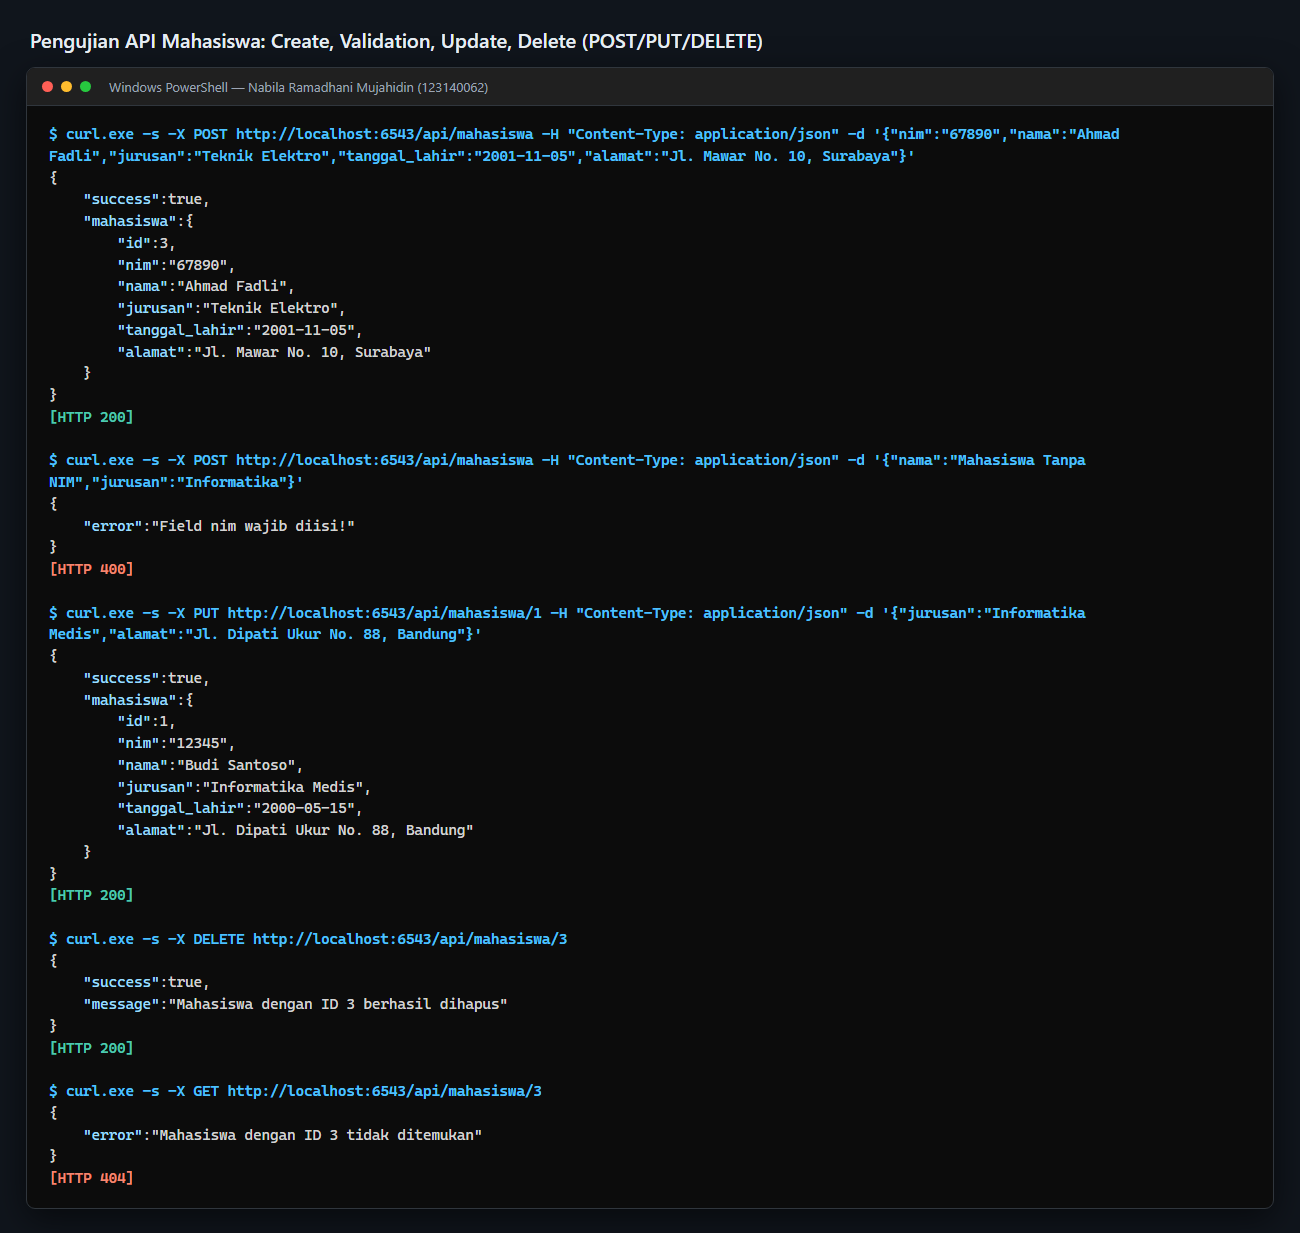 Pengujian API Mahasiswa: Create, Validation, Update, Delete (POST/PUT/DELETE)
Windows PowerShell — Nabila Ramadhani Mujahidin (123140062)
$ curl.exe -s -X POST http://localhost:6543/api/mahasiswa -H "Content-Type: application/json" -d '{"nim":"67890","nama":"Ahmad
Fadli","jurusan":"Teknik Elektro","tanggal_lahir":"2001-11-05","alamat":"Jl. Mawar No. 10, Surabaya"}'
{
    "success":true,
    "mahasiswa":{
        "id":3,
        "nim":"67890",
        "nama":"Ahmad Fadli",
        "jurusan":"Teknik Elektro",
        "tanggal_lahir":"2001-11-05",
        "alamat":"Jl. Mawar No. 10, Surabaya"
    }
}
[HTTP 200]
$ curl.exe -s -X POST http://localhost:6543/api/mahasiswa -H "Content-Type: application/json" -d '{"nama":"Mahasiswa Tanpa
NIM","jurusan":"Informatika"}'
{
    "error":"Field nim wajib diisi!"
}
[HTTP 400]
$ curl.exe -s -X PUT http://localhost:6543/api/mahasiswa/1 -H "Content-Type: application/json" -d '{"jurusan":"Informatika
Medis","alamat":"Jl. Dipati Ukur No. 88, Bandung"}'
{
    "success":true,
    "mahasiswa":{
        "id":1,
        "nim":"12345",
        "nama":"Budi Santoso",
        "jurusan":"Informatika Medis",
        "tanggal_lahir":"2000-05-15",
        "alamat":"Jl. Dipati Ukur No. 88, Bandung"
    }
}
[HTTP 200]
$ curl.exe -s -X DELETE http://localhost:6543/api/mahasiswa/3
{
    "success":true,
    "message":"Mahasiswa dengan ID 3 berhasil dihapus"
}
[HTTP 200]
$ curl.exe -s -X GET http://localhost:6543/api/mahasiswa/3
{
    "error":"Mahasiswa dengan ID 3 tidak ditemukan"
}
[HTTP 404]